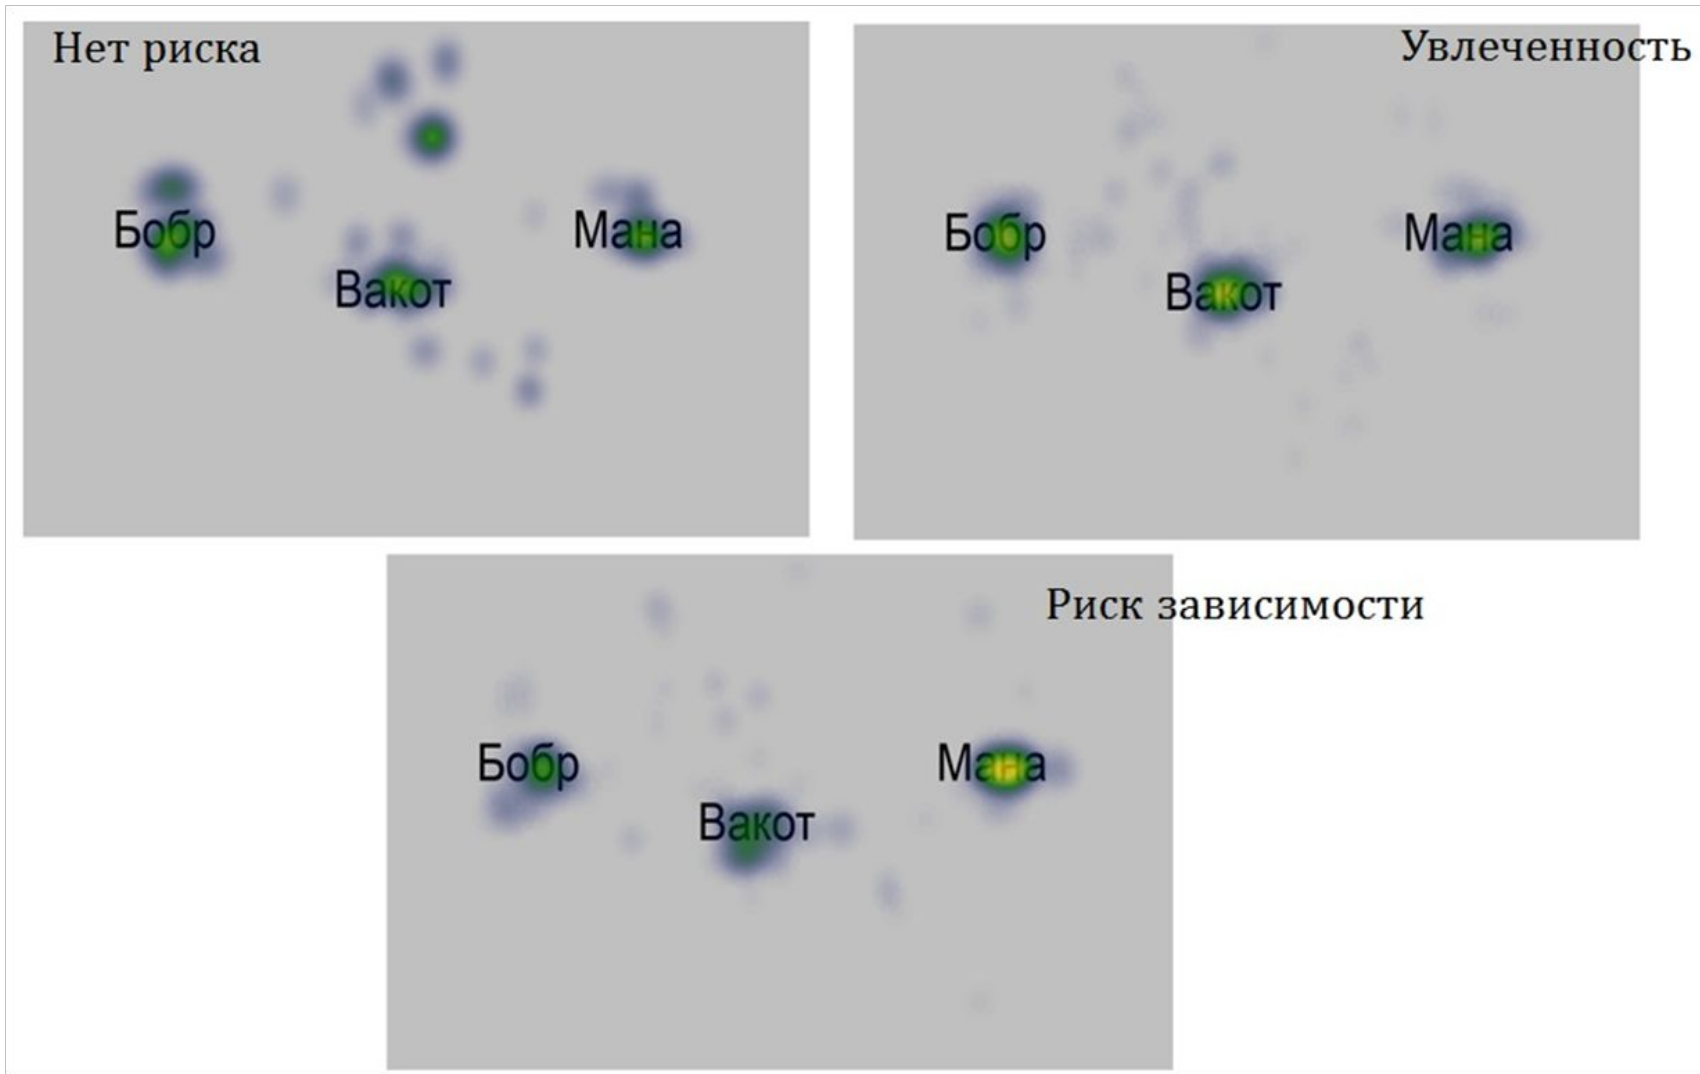 Нет риска
Бобр
Вакот
Мана
Увлеченность
Бобр
Вакот
Мана
Риск зависимости
Бобр
Вакот
Мана